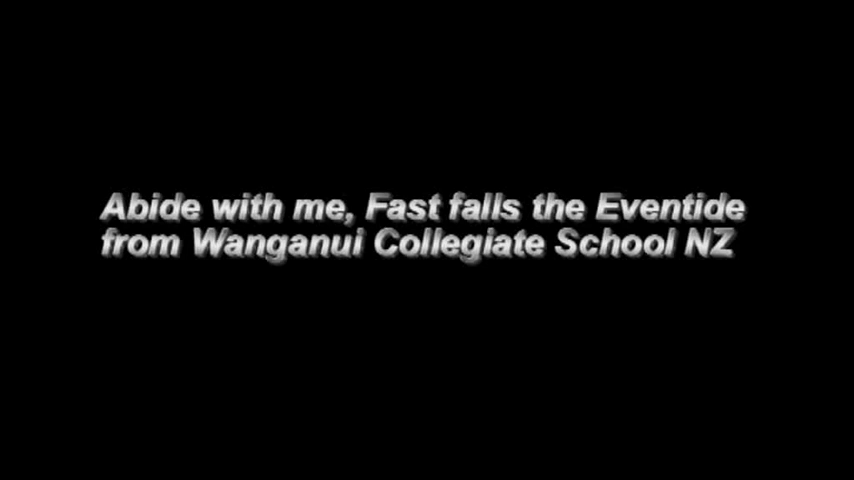 Abide with me, Fast falls the Eventide
from Wanganui Collegiate School NZ